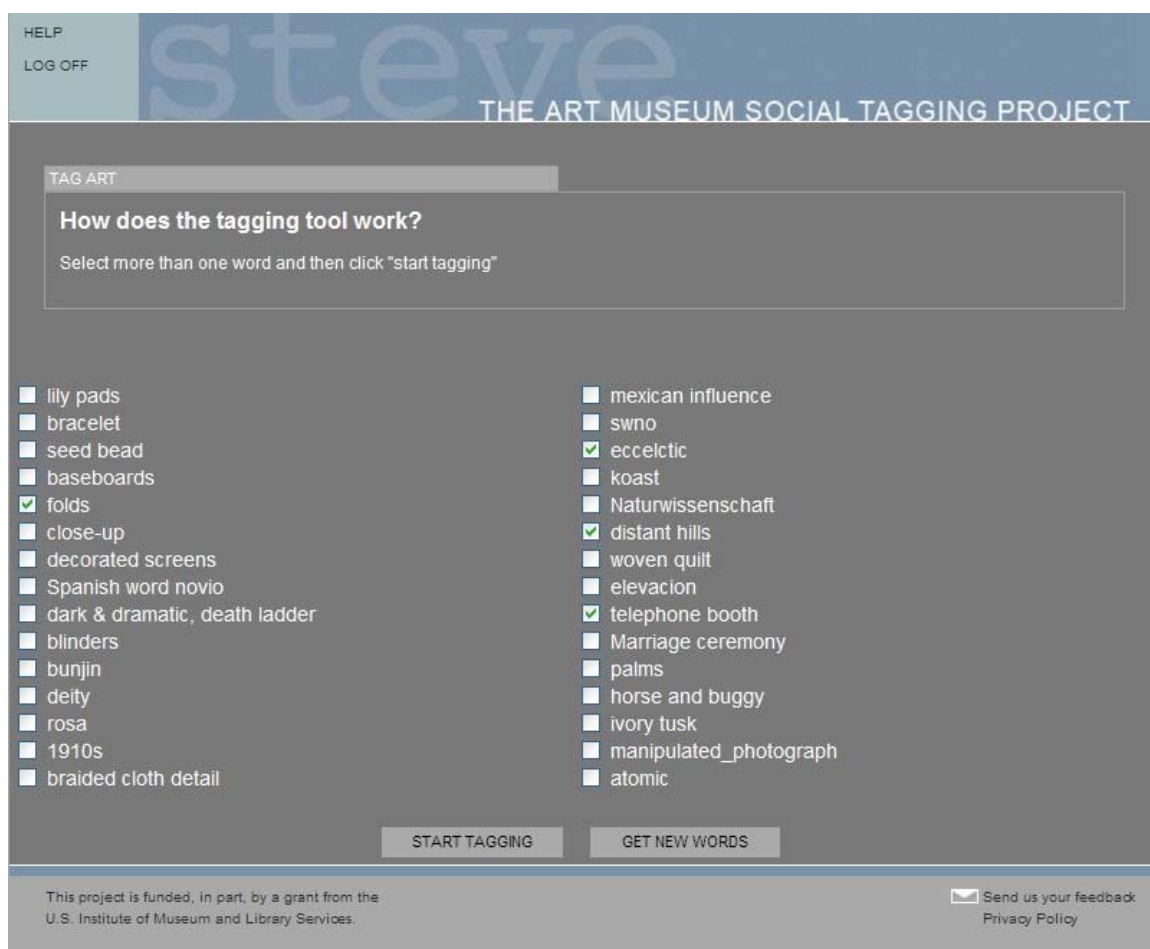 HELP
LOG OFF
steve
THE ART MUSEUM SOCIAL TAGGING PROJECT
TAG ART
How does the tagging tool work?
Select more than one word and then click "start tagging"
lily pads
bracelet
seed bead
baseboards
folds
close-up
decorated screens
Spanish word novio
dark & dramatic, death ladder
blinders
bunjin
deity
rosa
1910s
braided cloth detail
mexican influence
swno
eccelctic
koast
Naturwissenschaft
distant hills
woven quilt
elevacion
telephone booth
Marriage ceremony
palms
horse and buggy
ivory tusk
manipulated_photograph
atomic
START TAGGING
GET NEW WORDS
This project is funded, in part, by a grant from the
U.S. Institute of Museum and Library Services.
Send us your feedback
Privacy Policy